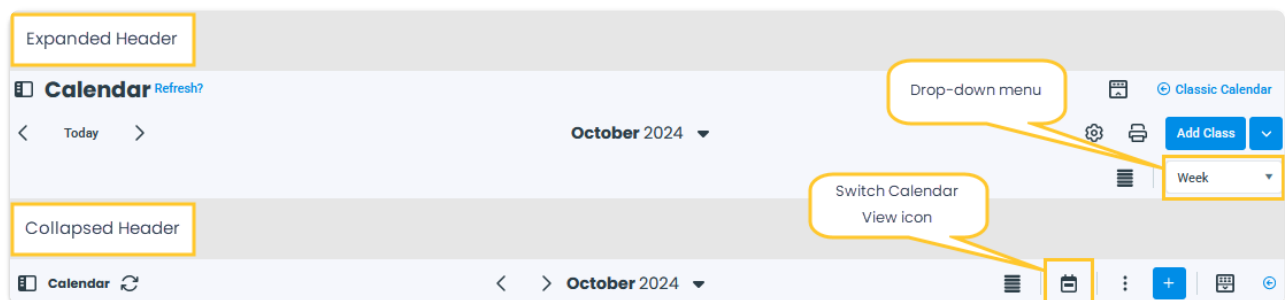 Expanded Header
Calendar Refresh?
Drop-down menu
Classic Calendar
Today
October 2024
Add Class
Week
Switch Calendar
View icon
Collapsed Header
Calendar
October 2024